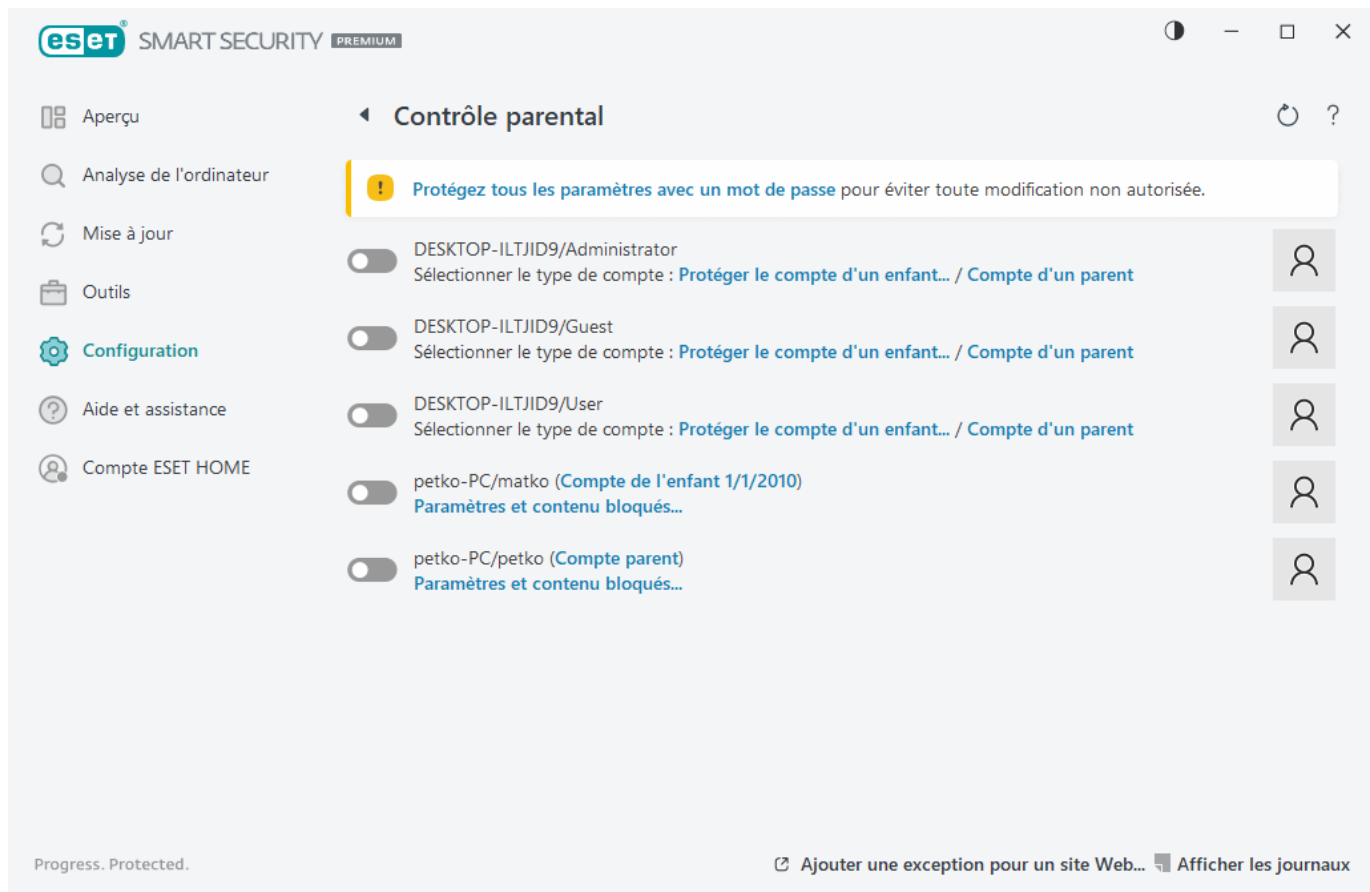 eset® SMART SECURITY PREMIUM
Aperçu
Analyse de l'ordinateur
Mise à jour
Outils
Configuration
Aide et assistance
Compte ESET HOME
Contrôle parental
?
! Protégez tous les paramètres avec un mot de passe pour éviter toute modification non autorisée.
DESKTOP-ILTJID9/Administrator
Sélectionner le type de compte : Protéger le compte d'un enfant... / Compte d'un parent
DESKTOP-ILTJID9/Guest
Sélectionner le type de compte : Protéger le compte d'un enfant... / Compte d'un parent
DESKTOP-ILTJID9/User
Sélectionner le type de compte : Protéger le compte d'un enfant... / Compte d'un parent
petko-PC/matko (Compte de l'enfant 1/1/2010)
Paramètres et contenu bloqués...
petko-PC/petko (Compte parent)
Paramètres et contenu bloqués...
Progress. Protected.
Ajouter une exception pour un site Web... Afficher les journaux